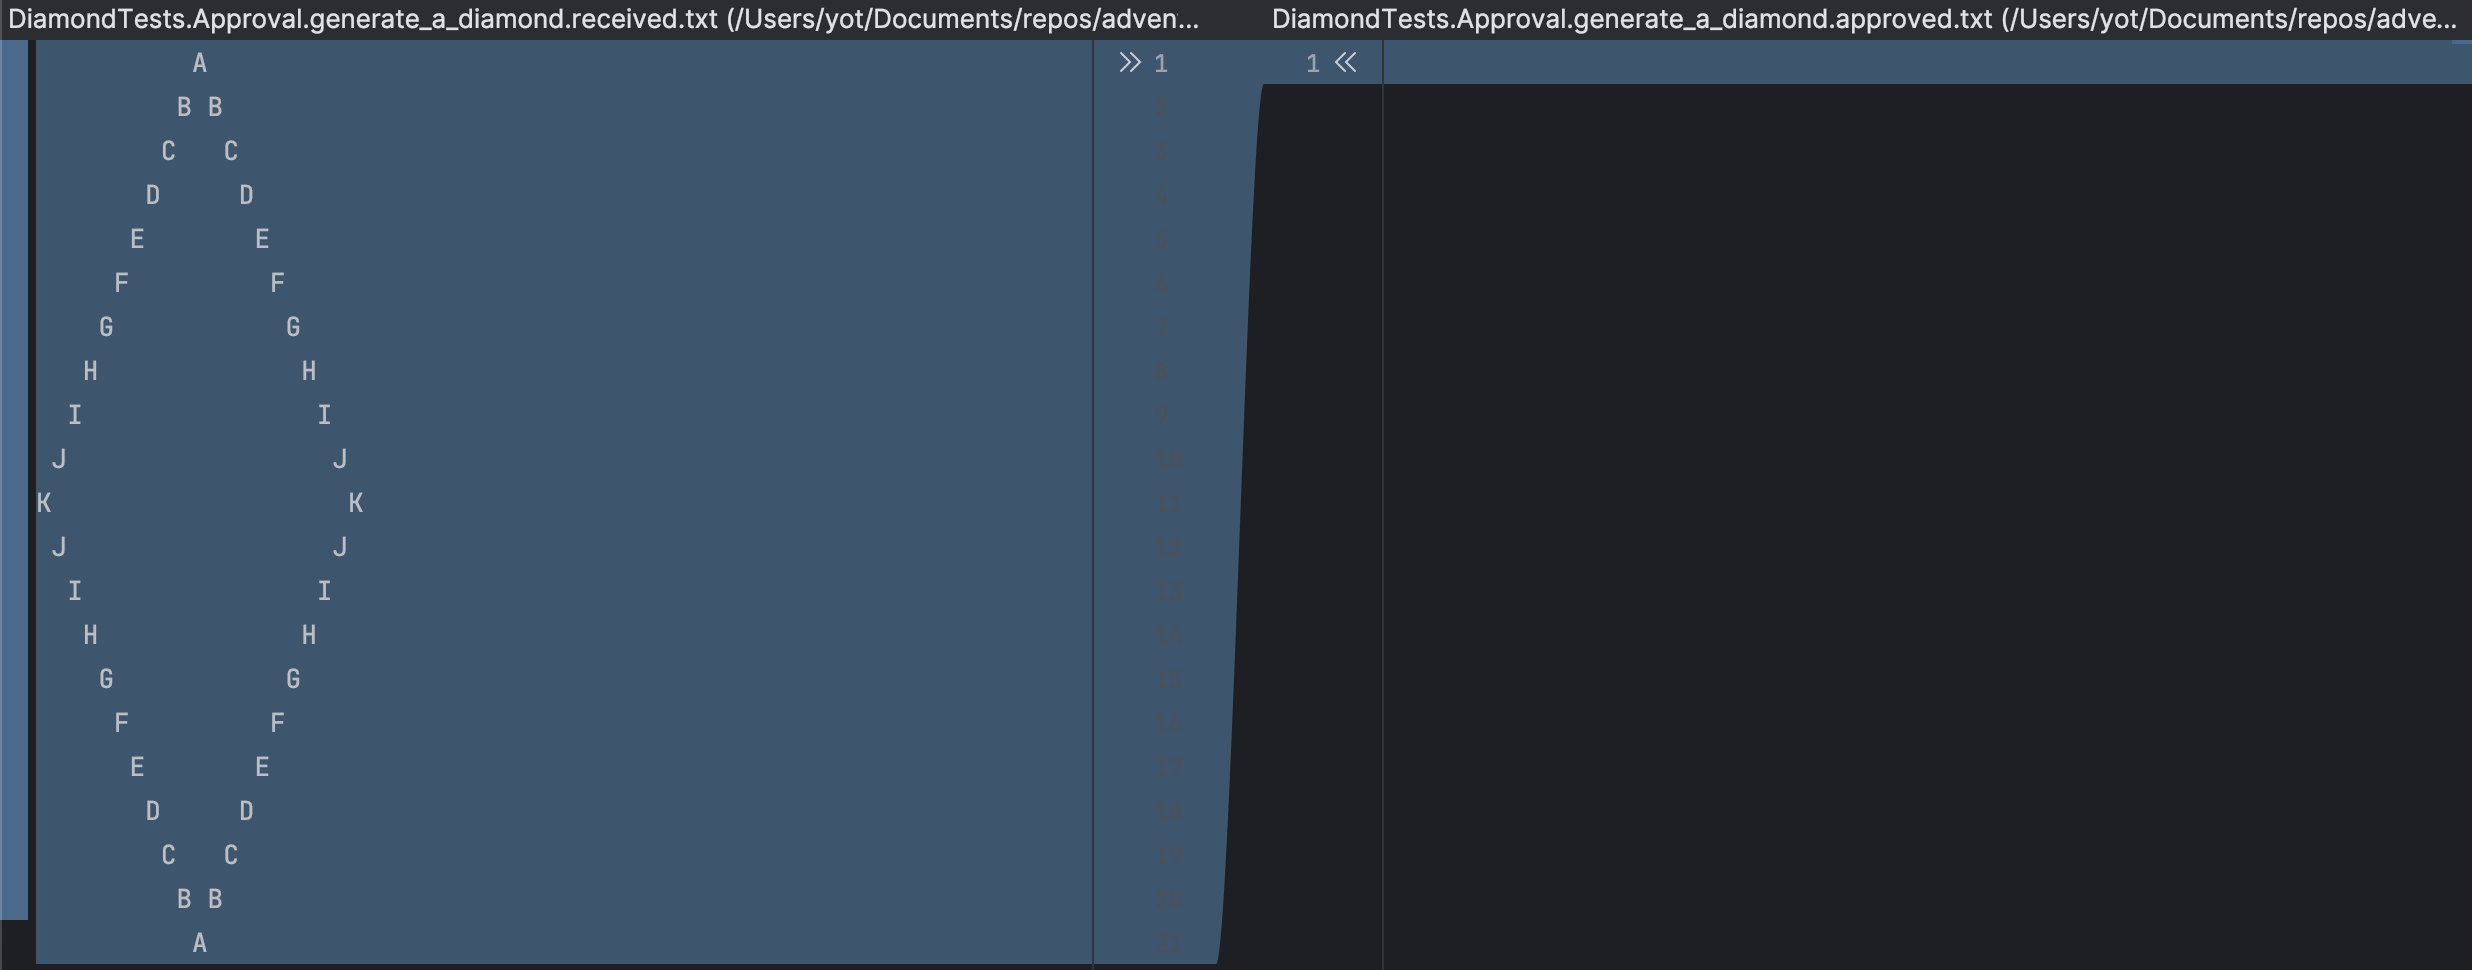 DiamondTests.Approval.generate_a_diamond.received.txt (/Users/yot/Documents/repos/adven... DiamondTests.Approval.generate_a_diamond.approved.txt (/Users/yot/Documents/repos/adve...
          A >> 1 1 <<
         B B 2
        C   C 3
       D     D 4
      E       E 5
     F         F 6
    G           G 7
   H             H 8
  I               I 9
 J                 J 10
K                   K 11
 J                 J 12
  I               I 13
   H             H 14
    G           G 15
     F         F 16
      E       E 17
       D     D 18
        C   C 19
         B B 20
          A 21